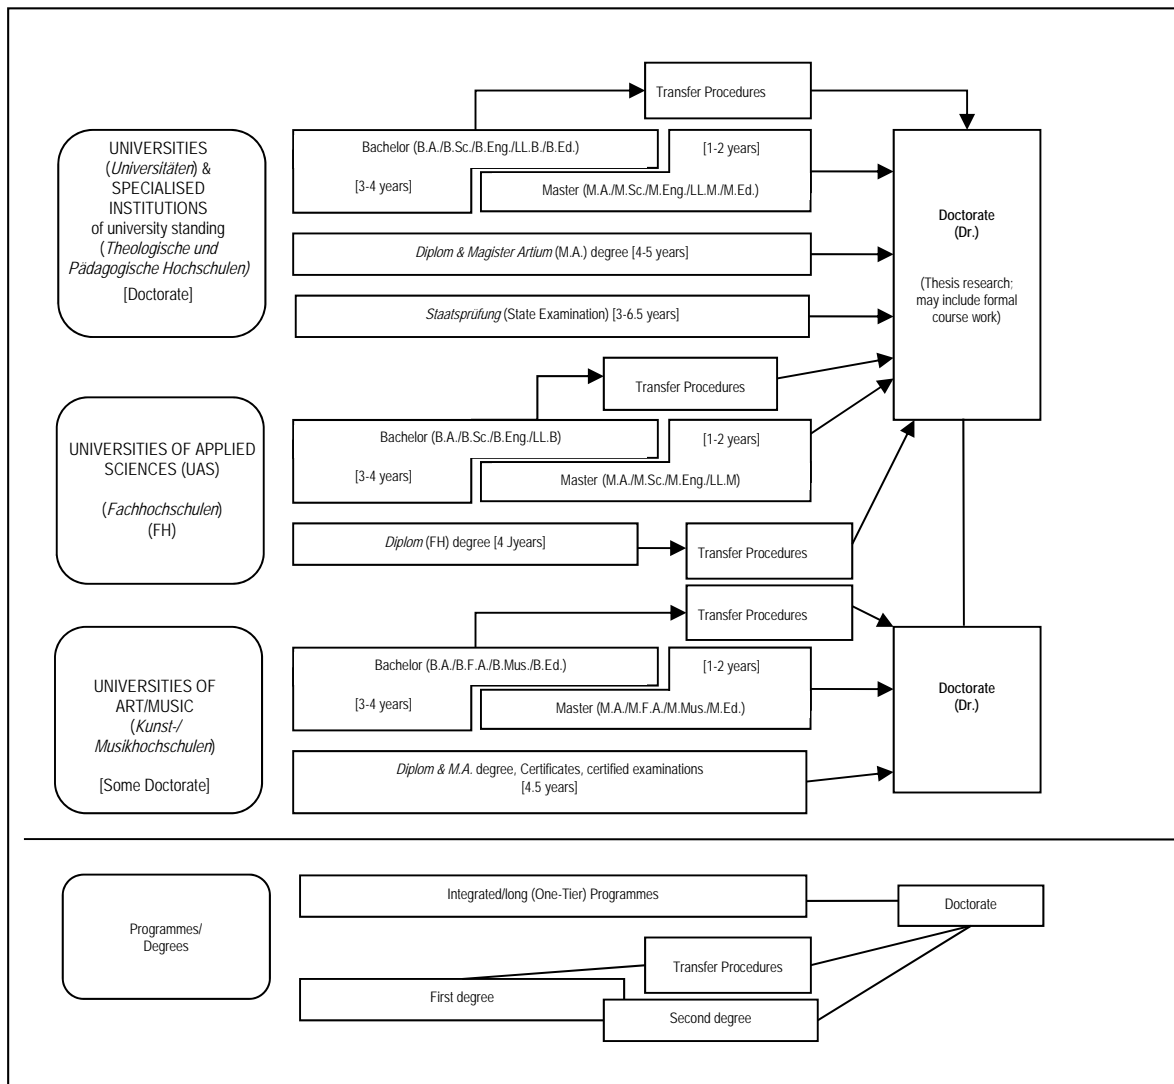 Transfer Procedures
UNIVERSITIES
(Universitäten) &
SPECIALISED
INSTITUTIONS
of university standing
(Theologische und
Pädagogische Hochschulen)
[Doctorate]
Bachelor (B.A./B.Sc./B.Eng./LL.B./B.Ed.)
[1-2 years]
[3-4 years]
Master (M.A./M.Sc./M.Eng./LL.M./M.Ed.)
Diplom & Magister Artium (M.A.) degree [4-5 years]
Staatsprüfung (State Examination) [3-6.5 years]
Doctorate
(Dr.)
(Thesis research;
may include formal
course work)
Transfer Procedures
UNIVERSITIES OF APPLIED
SCIENCES (UAS)
(Fachhochschulen)
(FH)
Bachelor (B.A./B.Sc./B.Eng./LL.B)
[1-2 years]
[3-4 years]
Master (M.A./M.Sc./M.Eng./LL.M)
Diplom (FH) degree [4 Jyears]
Transfer Procedures
Transfer Procedures
UNIVERSITIES OF
ART/MUSIC
(Kunst-/
Musikhochschulen)
[Some Doctorate]
Bachelor (B.A./B.F.A./B.Mus./B.Ed.)
[1-2 years]
[3-4 years]
Master (M.A./M.F.A./M.Mus./M.Ed.)
Diplom & M.A. degree, Certificates, certified examinations
[4.5 years]
Doctorate
(Dr.)
Programmes/
Degrees
Integrated/long (One-Tier) Programmes
Doctorate
Transfer Procedures
First degree
Second degree